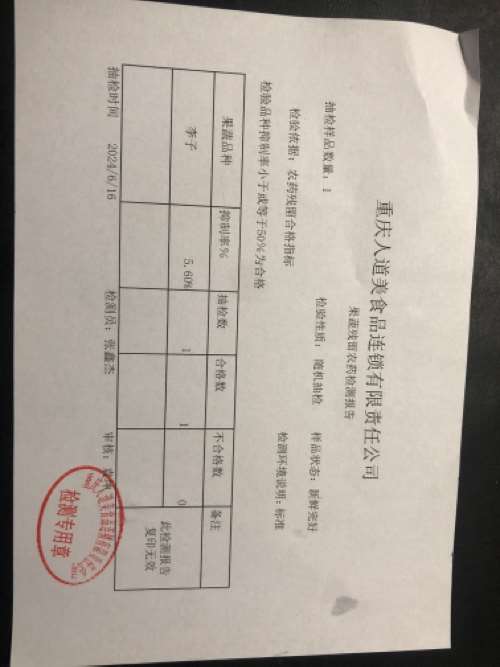 重庆人道美食品连锁有限责任公司
果蔬残留农药检测报告
抽检样品数量：1 检验性质：随机抽检 样品状态：新鲜完好
检验依据：农药残留合格指标 检测环境说明：标准
检验品种抑制率小于或等于50%为合格
果蔬品种 抑制率% 抽检数 合格数 不合格数 备注
李子 5.60% 1 1 0 此检测报告
复印无效
抽检时间 2024/6/16 检测员：张鑫杰 审核：
检测专用章